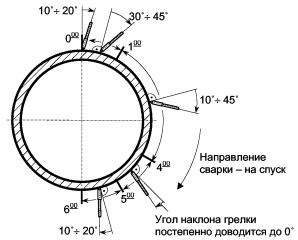 10˚÷ 20˚
30˚÷ 45˚
0⁰⁰
1⁰⁰
10˚÷ 45˚
Направление
сварки – на спуск
4⁰⁰
5⁰⁰
6⁰⁰
Угол наклона грелки
постепенно доводится до 0˚
10˚÷ 20˚